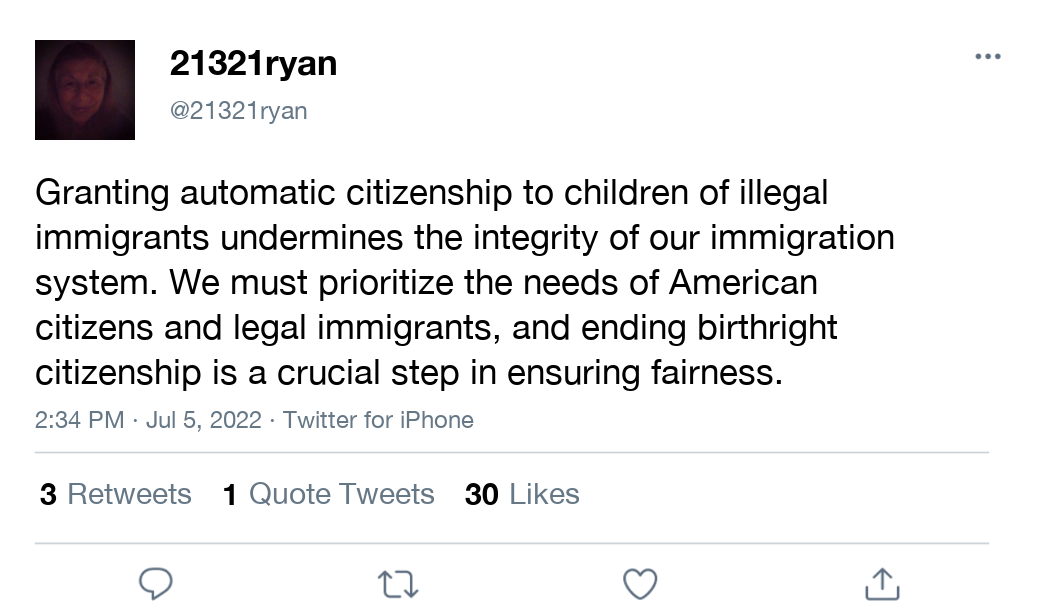 21321ryan
@21321ryan
Granting automatic citizenship to children of illegal
immigrants undermines the integrity of our immigration
system. We must prioritize the needs of American
citizens and legal immigrants, and ending birthright
citizenship is a crucial step in ensuring fairness.
2:34 PM · Jul 5, 2022 · Twitter for iPhone
3 Retweets 1 Quote Tweets 30 Likes